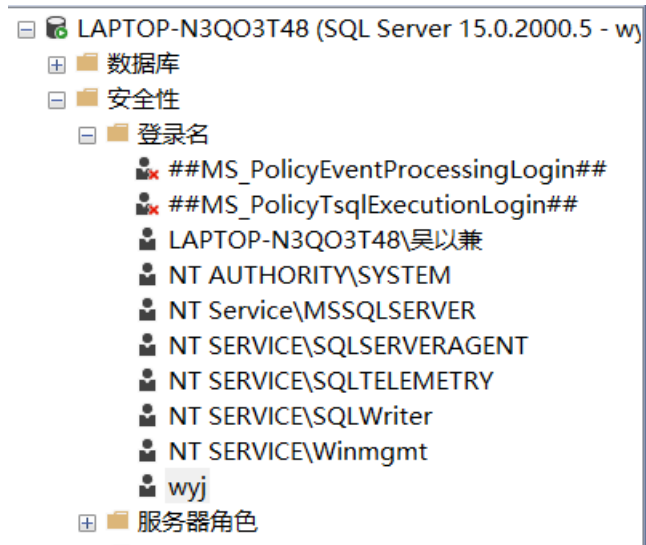 LAPTOP-N3QO3T48 (SQL Server 15.0.2000.5 - wy
数据库
安全性
登录名
##MS_PolicyEventProcessingLogin##
##MS_PolicyTsqlExecutionLogin##
LAPTOP-N3QO3T48\吴以兼
NT AUTHORITY\SYSTEM
NT Service\MSSQLSERVER
NT SERVICE\SQLSERVERAGENT
NT SERVICE\SQLTELEMETRY
NT SERVICE\SQLWriter
NT SERVICE\Winmgmt
wyj
服务器角色